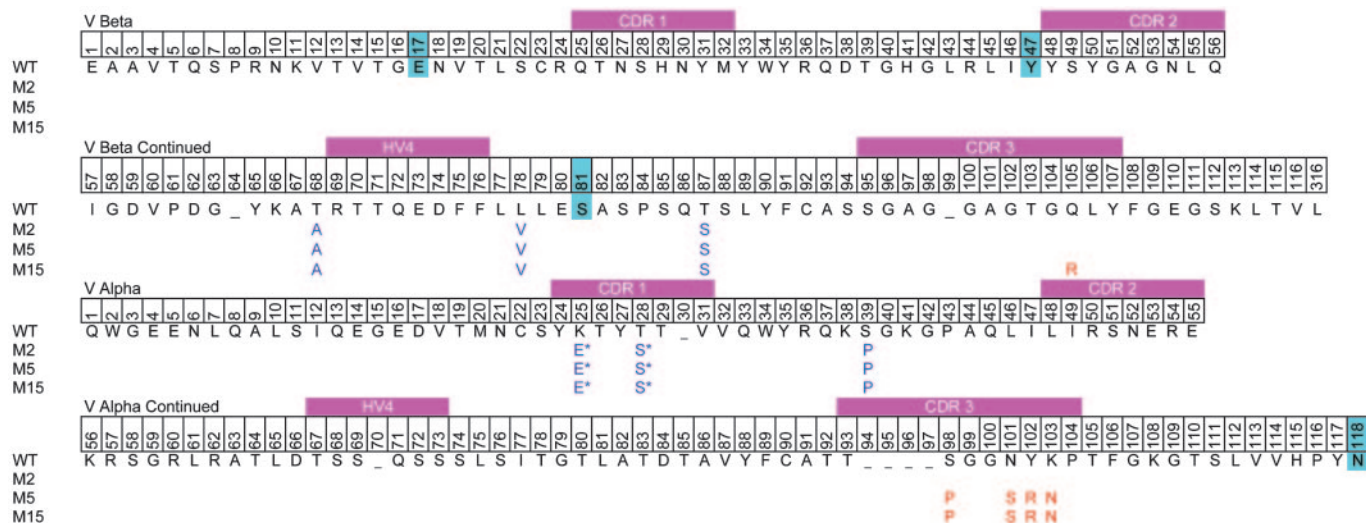 V Beta CDR 1 CDR 2
1 2 3 4 5 6 7 8 9 10 11 12 13 14 15 16 17 18 19 20 21 22 23 24 25 26 27 28 29 30 31 32 33 34 35 36 37 38 39 40 41 42 43 44 45 46 47 48 49 50 51 52 53 54 55 56
WT E A A V T Q S P R N K V T V T G E N V T L S C R Q T N S H N Y M Y W Y R Q D T G H G L R L I Y Y S Y G A G N L Q
M2
M5
M15
V Beta Continued HV4 CDR 3
57 58 59 60 61 62 63 64 65 66 67 68 69 70 71 72 73 74 75 76 77 78 79 80 81 82 83 84 85 86 87 88 89 90 91 92 93 94 95 96 97 98 99 100 101 102 103 104 105 106 107 108 109 110 111 112 113 114 115 116 316
WT I G D V P D G _ Y K A T R T T Q E D F F L L L E S A S P S Q T S L Y F C A S S G A G _ G A G T G Q L Y F G E G S K L T V L
M2 A V S
M5 A V S
M15 A V S R
V Alpha CDR 1 CDR 2
1 2 3 4 5 6 7 8 9 10 11 12 13 14 15 16 17 18 19 20 21 22 23 24 25 26 27 28 29 30 31 32 33 34 35 36 37 38 39 40 41 42 43 44 45 46 47 48 49 50 51 52 53 54 55
WT Q W G E E N L Q A L S I Q E G E D V T M N C S Y K T Y T T _ V V Q W Y R Q K S G K G P A Q L I L I R S N E R E
M2 E* S* P
M5 E* S* P
M15 E* S* P
V Alpha Continued HV4 CDR 3
56 57 58 59 60 61 62 63 64 65 66 67 68 69 70 71 72 73 74 75 76 77 78 79 80 81 82 83 84 85 86 87 88 89 90 91 92 93 94 95 96 97 98 99 100 101 102 103 104 105 106 107 108 109 110 111 112 113 114 115 116 117 118
WT K R S G R L R A T L D T S S _ Q S S S L S I T G T L A T D T A V Y F C A T T _ _ _ _ S G G N Y K P T F G K G T S L V V H P Y N
M2
M5 P S R N
M15 P S R N